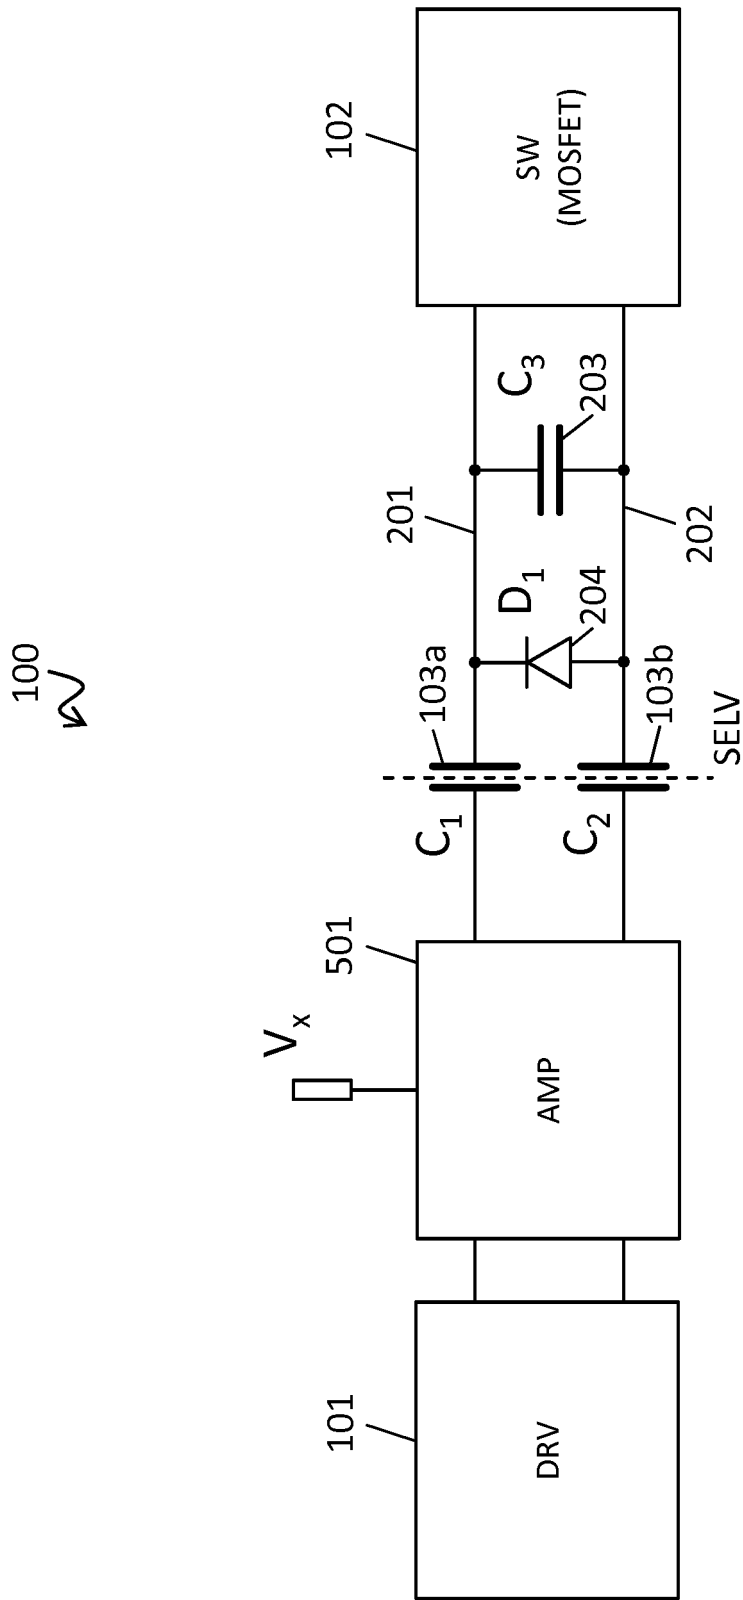 100
101
DRV
501
AMP
Vx
C1
C2
103a
103b
SELV
D1
204
201
202
C3
203
102
SW
(MOSFET)